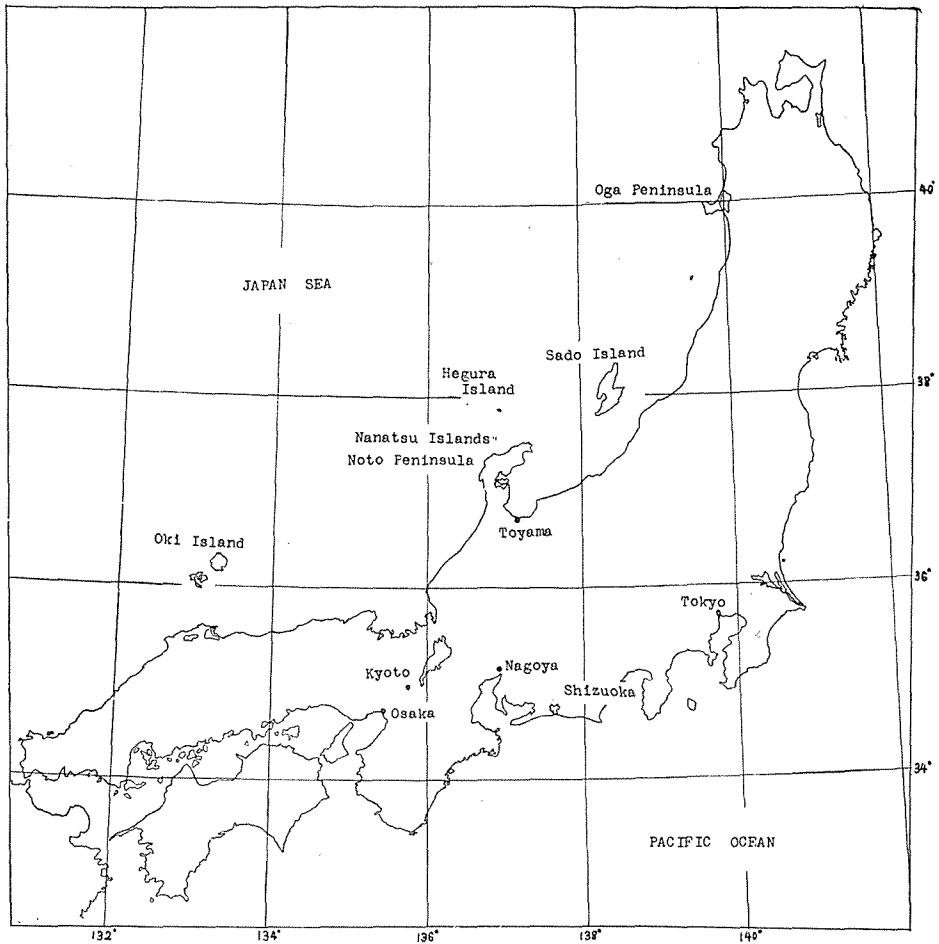 Oga Peninsula
40°
JAPAN SEA
Sado Island
Hegura
Island
38°
Nanatsu Islands
Noto Peninsula
Toyama
Oki Island
36°
Tokyo
Kyoto
Nagoya
Shizuoka
Osaka
34°
PACIFIC OCEAN
132°
134°
136°
138°
140°